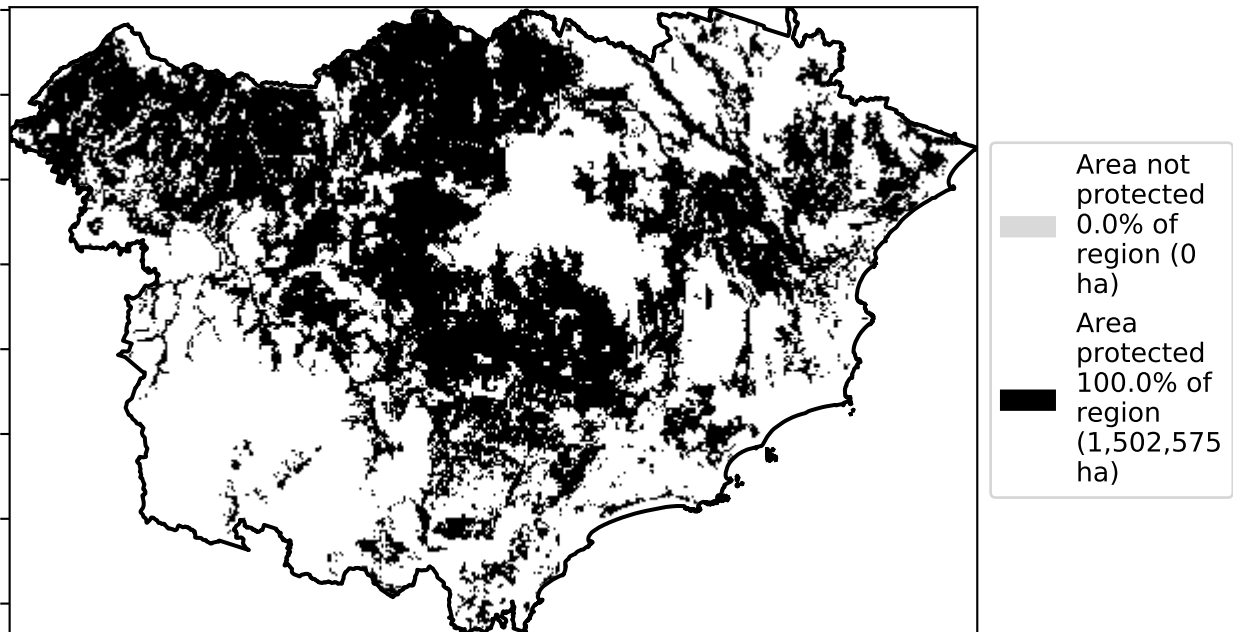 Area not
protected
0.0% of
region (0
ha)
Area
protected
100.0% of
region
(1,502,575
ha)